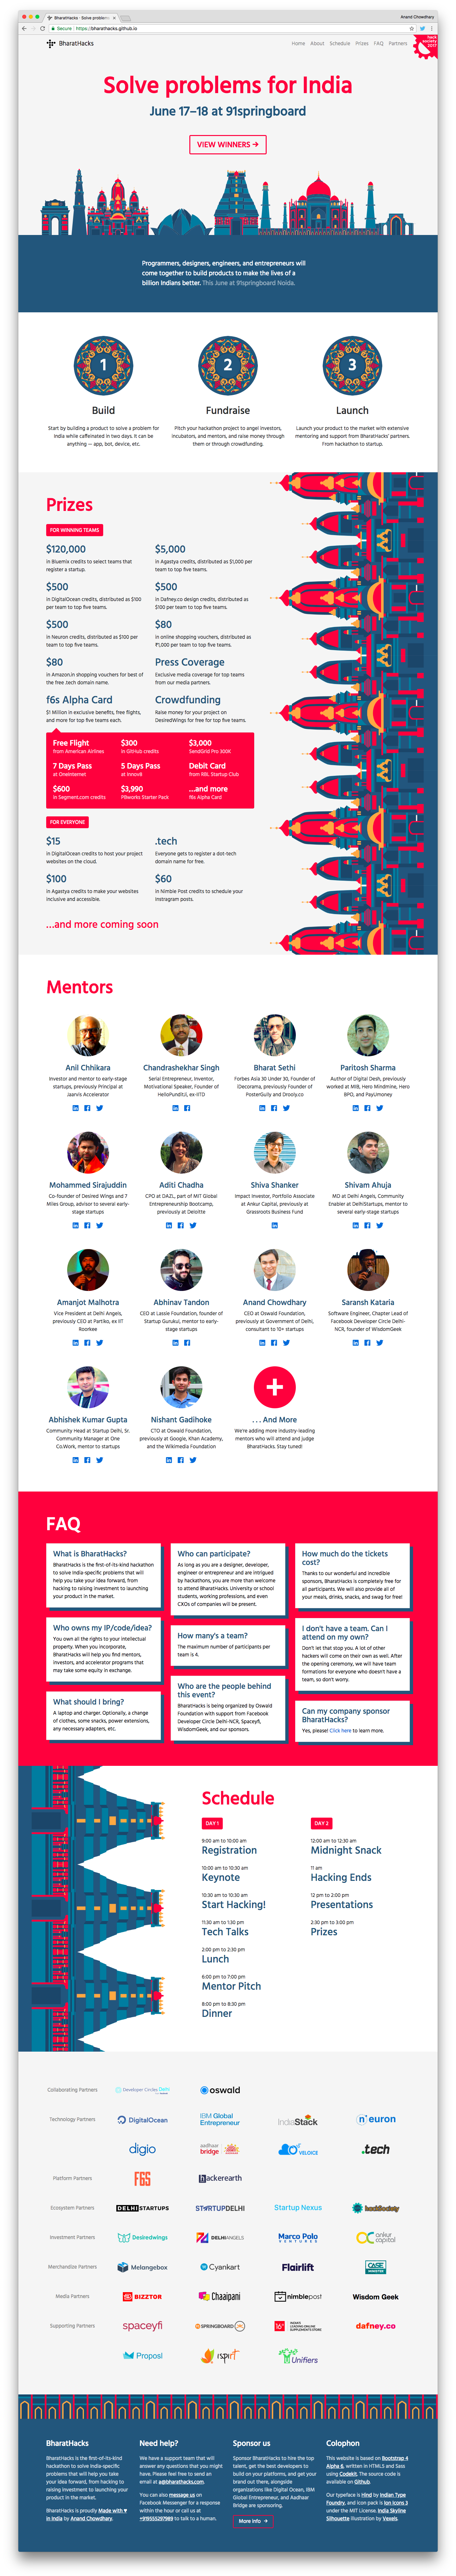 BharatHacks · Solve problems
Anand Chowdhary
Secure
https://bharathacks.github.io
BharatHacks
Home About Schedule Prizes FAQ Partners
hack
society
2017
Solve problems for India
June 17–18 at 91springboard
VIEW WINNERS →
Programmers, designers, engineers, and entrepreneurs will
come together to build products to make the lives of a
billion Indians better. This June at 91springboard Noida.
1
2
3
Build
Fundraise
Launch
Start by building a product to solve a problem for
India while caffeinated in two days. It can be
anything — app, bot, device, etc.
Pitch your hackathon project to angel investors,
incubators, and mentors, and raise money through
them or through crowdfunding.
Launch your product to the market with extensive
mentoring and support from BharatHacks' partners.
From hackathon to startup.
Prizes
FOR WINNING TEAMS
$120,000
in Bluemix credits to select teams that
register a startup.
$5,000
in Agastya credits, distributed as $1,000 per
team to top five teams.
$500
in DigitalOcean credits, distributed as $100
per team to top five teams.
$500
in Dafney.co design credits, distributed as
$100 per team to top five teams.
$500
in Neuron credits, distributed as $100
per team to top five teams.
$80
in online shopping vouchers, distributed as
₹1,000 per team to top five teams.
$80
in Amazon.in shopping vouchers for best of
the free .tech domain name.
Press Coverage
Exclusive media coverage for top teams
from our media partners.
f6s Alpha Card
$1 Million in exclusive benefits, free flights,
and more for top five teams each.
Crowdfunding
Raise money for your project on
DesiredWings for free for top five teams.
Free Flight
from American Airlines
$300
in GitHub credits
$3,000
SendGrid Pro 300K
7 Days Pass
at OneInternet
5 Days Pass
at Innov8
Debit Card
from RBL Startup Club
$600
in Segment.com credits
$3,990
PBworks Starter Pack
...and more
f6s Alpha Card
FOR EVERYONE
$15
in DigitalOcean credits to host your project
websites on the cloud.
.tech
Everyone gets to register a dot-tech
domain name for free.
$100
in Agastya credits to make your websites
inclusive and accessible.
$60
in Nimble Post credits to schedule your
Instragram posts.
...and more coming soon
Mentors
Anil Chhikara
Investor and mentor to early-stage
startups, previously Principal at
Jaarvis Accelerator
Chandrashekhar Singh
Serial Entrepreneur, Investor,
Motivational Speaker, Founder of
HelloFundItU, ex-IITD
Bharat Sethi
Forbes Asia 30 Under 30, Founder of
IDeorama, previously Founder of
PosterGully and Drooly.co
Paritosh Sharma
Author of Digital Desh, previously
worked at MIB, Hero Mindmine, Hero
BPO, and PayUmoney
Mohammed Sirajuddin
Co-founder of Desired Wings and 7
Miles Group, advisor to several early-
stage startups
Aditi Chadha
CPO at DAZL, part of MIT Global
Entrepreneurship Bootcamp,
previously at Deloitte
Shiva Shanker
Impact Investor, Portfolio Associate
at Ankur Capital, previously at
Grassroots Business Fund
Shivam Ahuja
MD at Delhi Angels, Community
Enabler at DelhiStartups, mentor to
several early-stage startups
Amanjot Malhotra
Vice President at Delhi Angels,
previously CEO at Partiko, ex IIT
Roorkee
Abhinav Tandon
CEO at Lassie Foundation, founder of
Startup Gurukul, mentor to early-
stage startups
Anand Chowdhary
CEO at Oswald Foundation,
previously at Government of Delhi,
consultant to 10+ startups
Saransh Kataria
Software Engineer, Chapter Lead of
Facebook Developer Circle Delhi-
NCR, founder of WisdomGeek
Abhishek Kumar Gupta
Community Head at Startup Delhi, Sr.
Community Manager at One
Co.Work, mentor to startups
Nishant Gadihoke
CTO at Oswald Foundation,
previously at Google, Khan Academy,
and the Wikimedia Foundation
. . . And More
We're adding more industry-leading
mentors who will attend and judge
BharatHacks. Stay tuned!
FAQ
What is BharatHacks?
BharatHacks is the first-of-its-kind hackathon
to solve India-specific problems that will
help you take your idea forward, from
hacking to raising investment to launching
your product in the market.
Who owns my IP/code/idea?
You own all the rights to your intellectual
property. When you incorporate,
BharatHacks will help you find mentors,
investors, and accelerator programs that
may take some equity in exchange.
What should I bring?
A laptop and charger. Optionally, a change
of clothes, some snacks, power extensions,
any necessary adapters, etc.
Who can participate?
As long as you are a designer, developer,
engineer or entrepreneur and are intrigued
by hackathons, you are more than welcome
to attend BharatHacks. University or school
students, working professions, and even
CXOs of companies will be present.
How many's a team?
The maximum number of participants per
team is 4.
Who are the people behind
this event?
BharatHacks is being organized by Oswald
Foundation with support from Facebook
Developer Circle Delhi-NCR, Spaceyfi,
WisdomGeek, and our sponsors.
How much do the tickets
cost?
Thanks to our wonderful and incredible
sponsors, BharatHacks is completely free for
all participants. We will also provide all of
your meals, drinks, snacks, and swag for free!
I don't have a team. Can I
attend on my own?
Don't let that stop you. A lot of other
hackers will come on their own as well. After
the opening ceremony, we will have team
formations for everyone who doesn't have a
team, so don't worry.
Can my company sponsor
BharatHacks?
Yes, please! Click here to learn more.
Schedule
DAY 1
9:00 am to 10:00 am
Registration
10:00 am to 10:30 am
Keynote
10:30 am to 10:30 am
Start Hacking!
11:30 am to 1:30 pm
Tech Talks
2:00 pm to 2:30 pm
Lunch
6:00 pm to 7:00 pm
Mentor Pitch
8:00 pm to 8:30 pm
Dinner
DAY 2
12:00 am to 12:30 am
Midnight Snack
11 am
Hacking Ends
12 pm to 2:00 pm
Presentations
2:30 pm to 3:00 pm
Prizes
Collaborating Partners
Developer Circles Delhi
oswald
Technology Partners
DigitalOcean
IBM Global
Entrepreneur
IndiaStack
neuron
digio
aadhaar
bridge
VELOICE
.tech
Platform Partners
F6S
hackerearth
Ecosystem Partners
DELHI STARTUPS
STARTUPDELHI
Startup Nexus
hackSociety
Investment Partners
Desiredwings
DELHI ANGELS
Marco Polo
VENTURES
ankur
capital
Merchandise Partners
Melangebox
Cyankart
Flairlift
CASE
Media Partners
BIZZTOR
Chaaipani
nimblepost
Wisdom Geek
Supporting Partners
spaceyfi
SPRINGBOARD
dafney.co
Proposi
ispirt
Unifiers
BharatHacks
BharatHacks is the first-of-its-kind
hackathon to solve India-specific
problems that will help you take your
idea forward, from hacking to
raising investment to launching your
product in the market.
BharatHacks is proudly Made with ♥
in India by Anand Chowdhary.
Need help?
We have a support team that will
answer any questions that you might
have. Please feel free to send an
email at a@bharathacks.com.
You can also message us on
Facebook Messenger for a response
within the hour or call us at
+919555297989 to talk to a human.
Sponsor us
Sponsor BharatHacks to hire the top
talent, get the best developers to
build on your platform, and get your
brand out there, alongside
organizations Digital Ocean, IBM
Global Entrepreneur, and Aadhaar
Bridge are sponsoring.
More info →
Colophon
This website is based on Bootstrap 4
Alpha 6, written in HTML5 and Sass
using Codekit. The source code is
available on Github.
Our typeface is Hind by Indian Type
Foundry, and icon pack is Ion Icons 3
under the MIT License. India Skyline
Silhouette illustration by Vexels.